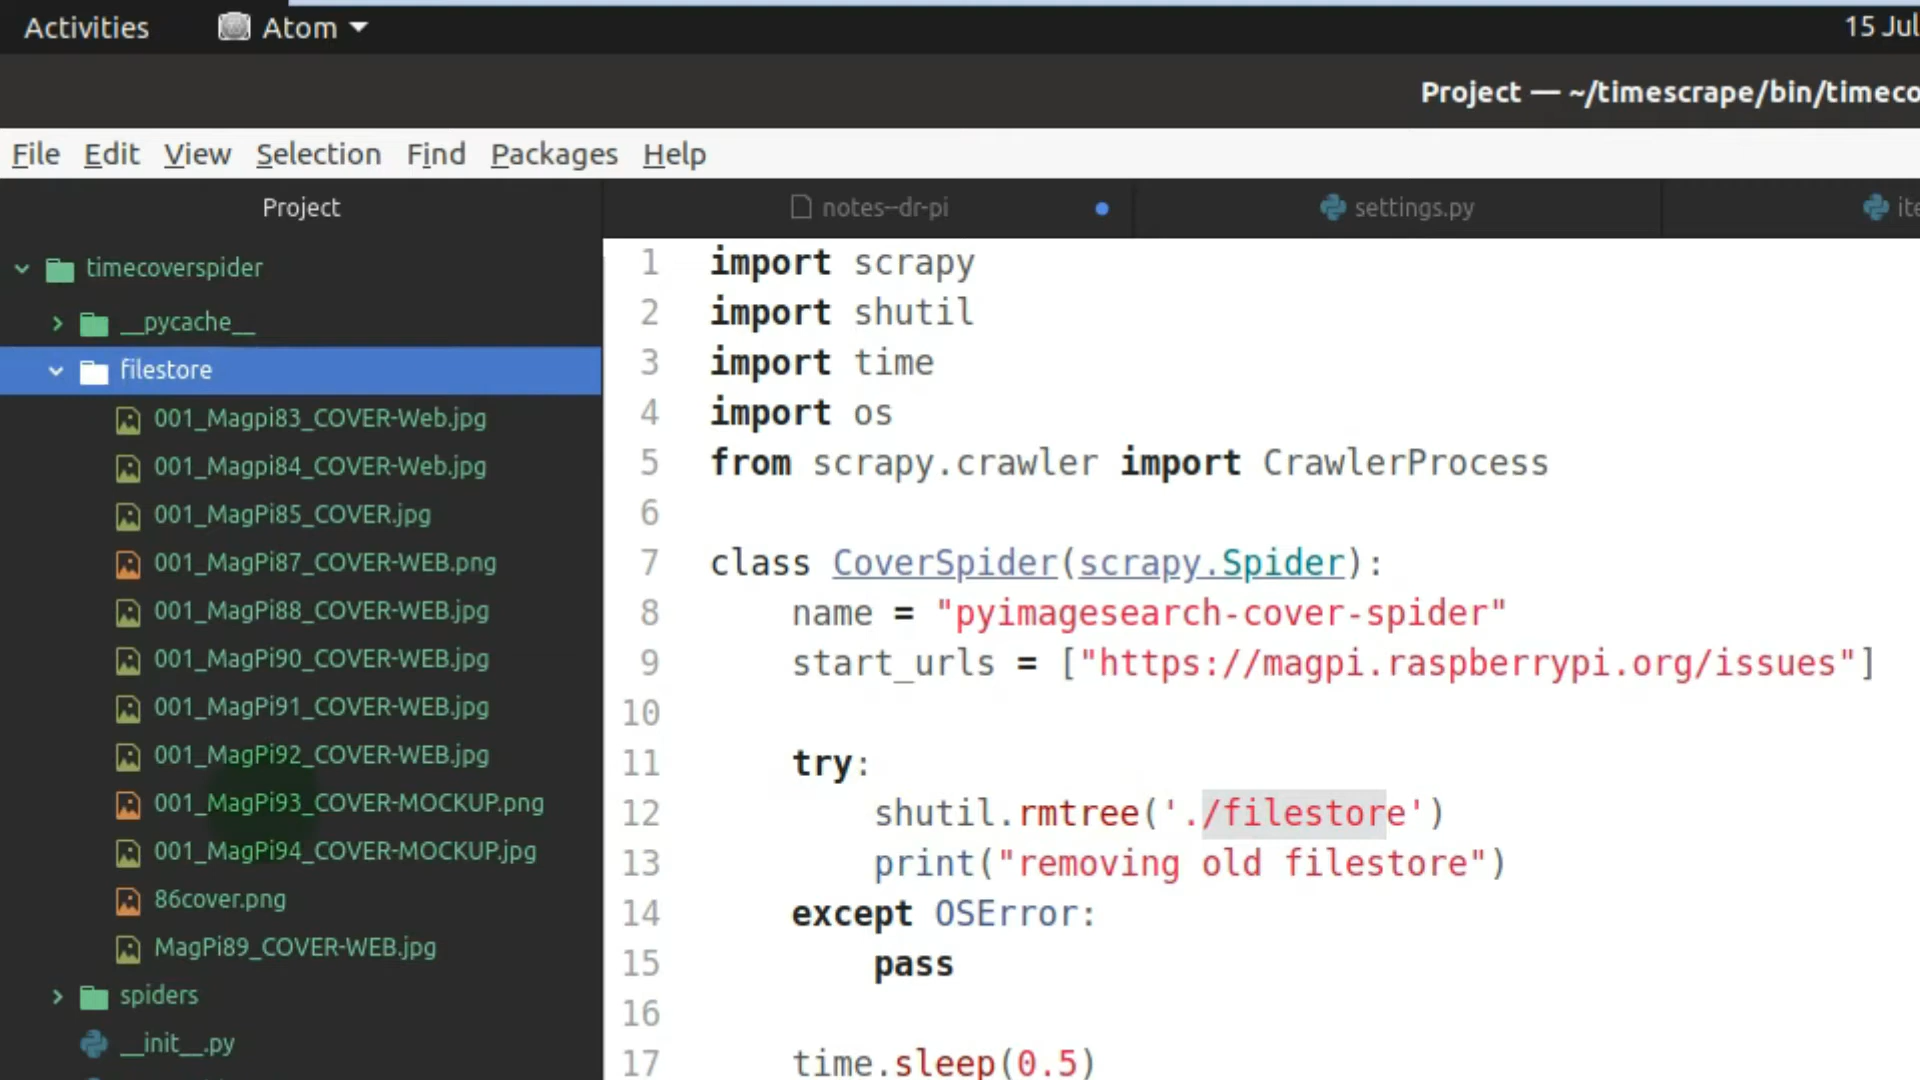 Activities Atom 15 Jul
Project — ~/timescrape/bin/timeco
File Edit View Selection Find Packages Help
Project
notes--dr-pi settings.py ite
timecoverspider
__pycache__
filestore
001_Magpi83_COVER-Web.jpg
001_Magpi84_COVER-Web.jpg
001_MagPi85_COVER.jpg
001_MagPi87_COVER-WEB.png
001_MagPi88_COVER-WEB.jpg
001_MagPi90_COVER-WEB.jpg
001_MagPi91_COVER-WEB.jpg
001_MagPi92_COVER-WEB.jpg
001_MagPi93_COVER-MOCKUP.png
001_MagPi94_COVER-MOCKUP.jpg
86cover.png
MagPi89_COVER-WEB.jpg
spiders
__init__.py
1 import scrapy
2 import shutil
3 import time
4 import os
5 from scrapy.crawler import CrawlerProcess
6
7 class CoverSpider(scrapy.Spider):
8 name = "pyimagesearch-cover-spider"
9 start_urls = ["https://magpi.raspberrypi.org/issues"]
10
11 try:
12 shutil.rmtree('./filestore')
13 print("removing old filestore")
14 except OSError:
15 pass
16
17 time.sleep(0.5)